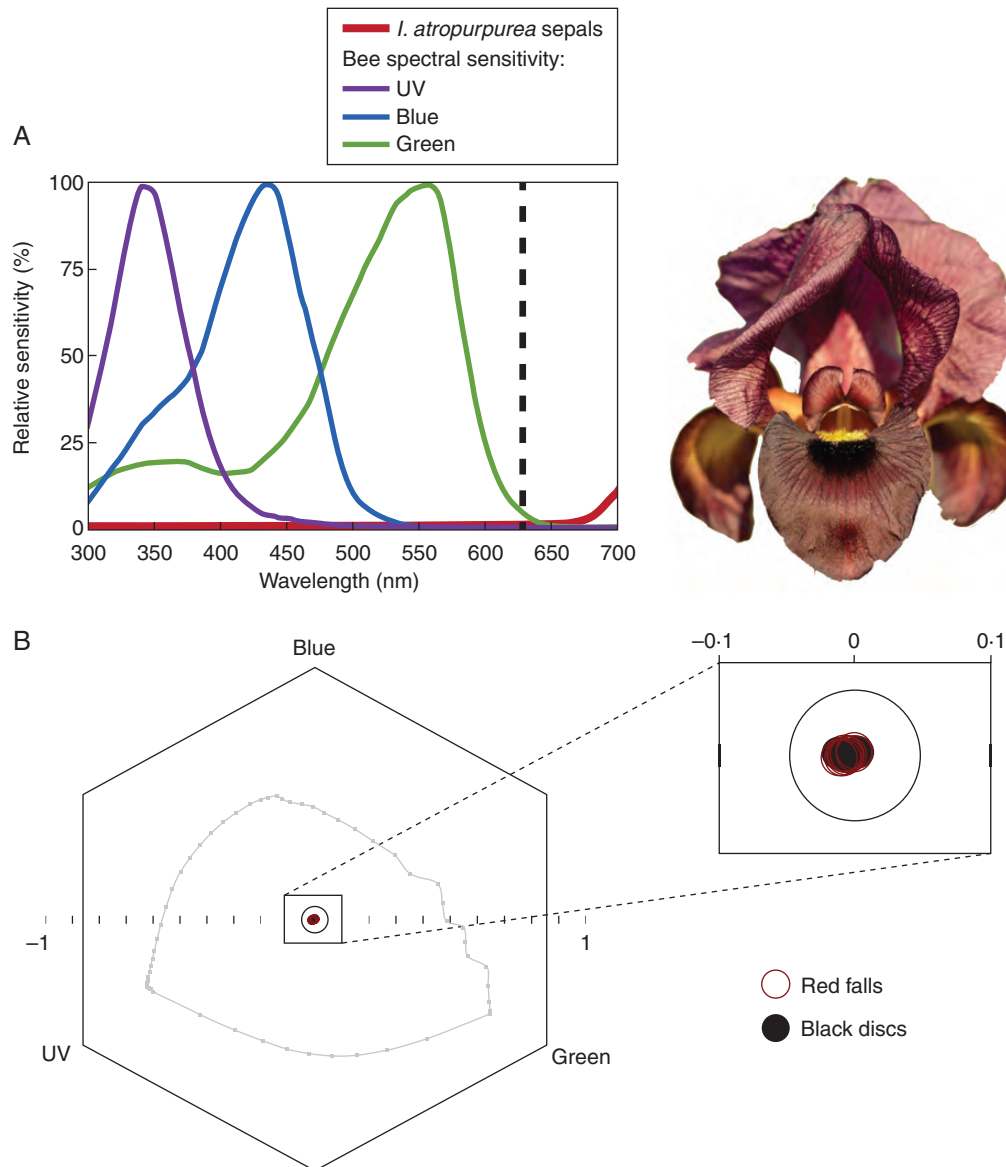 I. atropurpurea sepals
Bee spectral sensitivity:
UV
Blue
Green
A
100
75
50
25
0
Relative sensitivity (%)
300 350 400 450 500 550 600 650 700
Wavelength (nm)
B
Blue
–0·1 0 0·1
–1
1
UV
Green
Red falls
Black discs